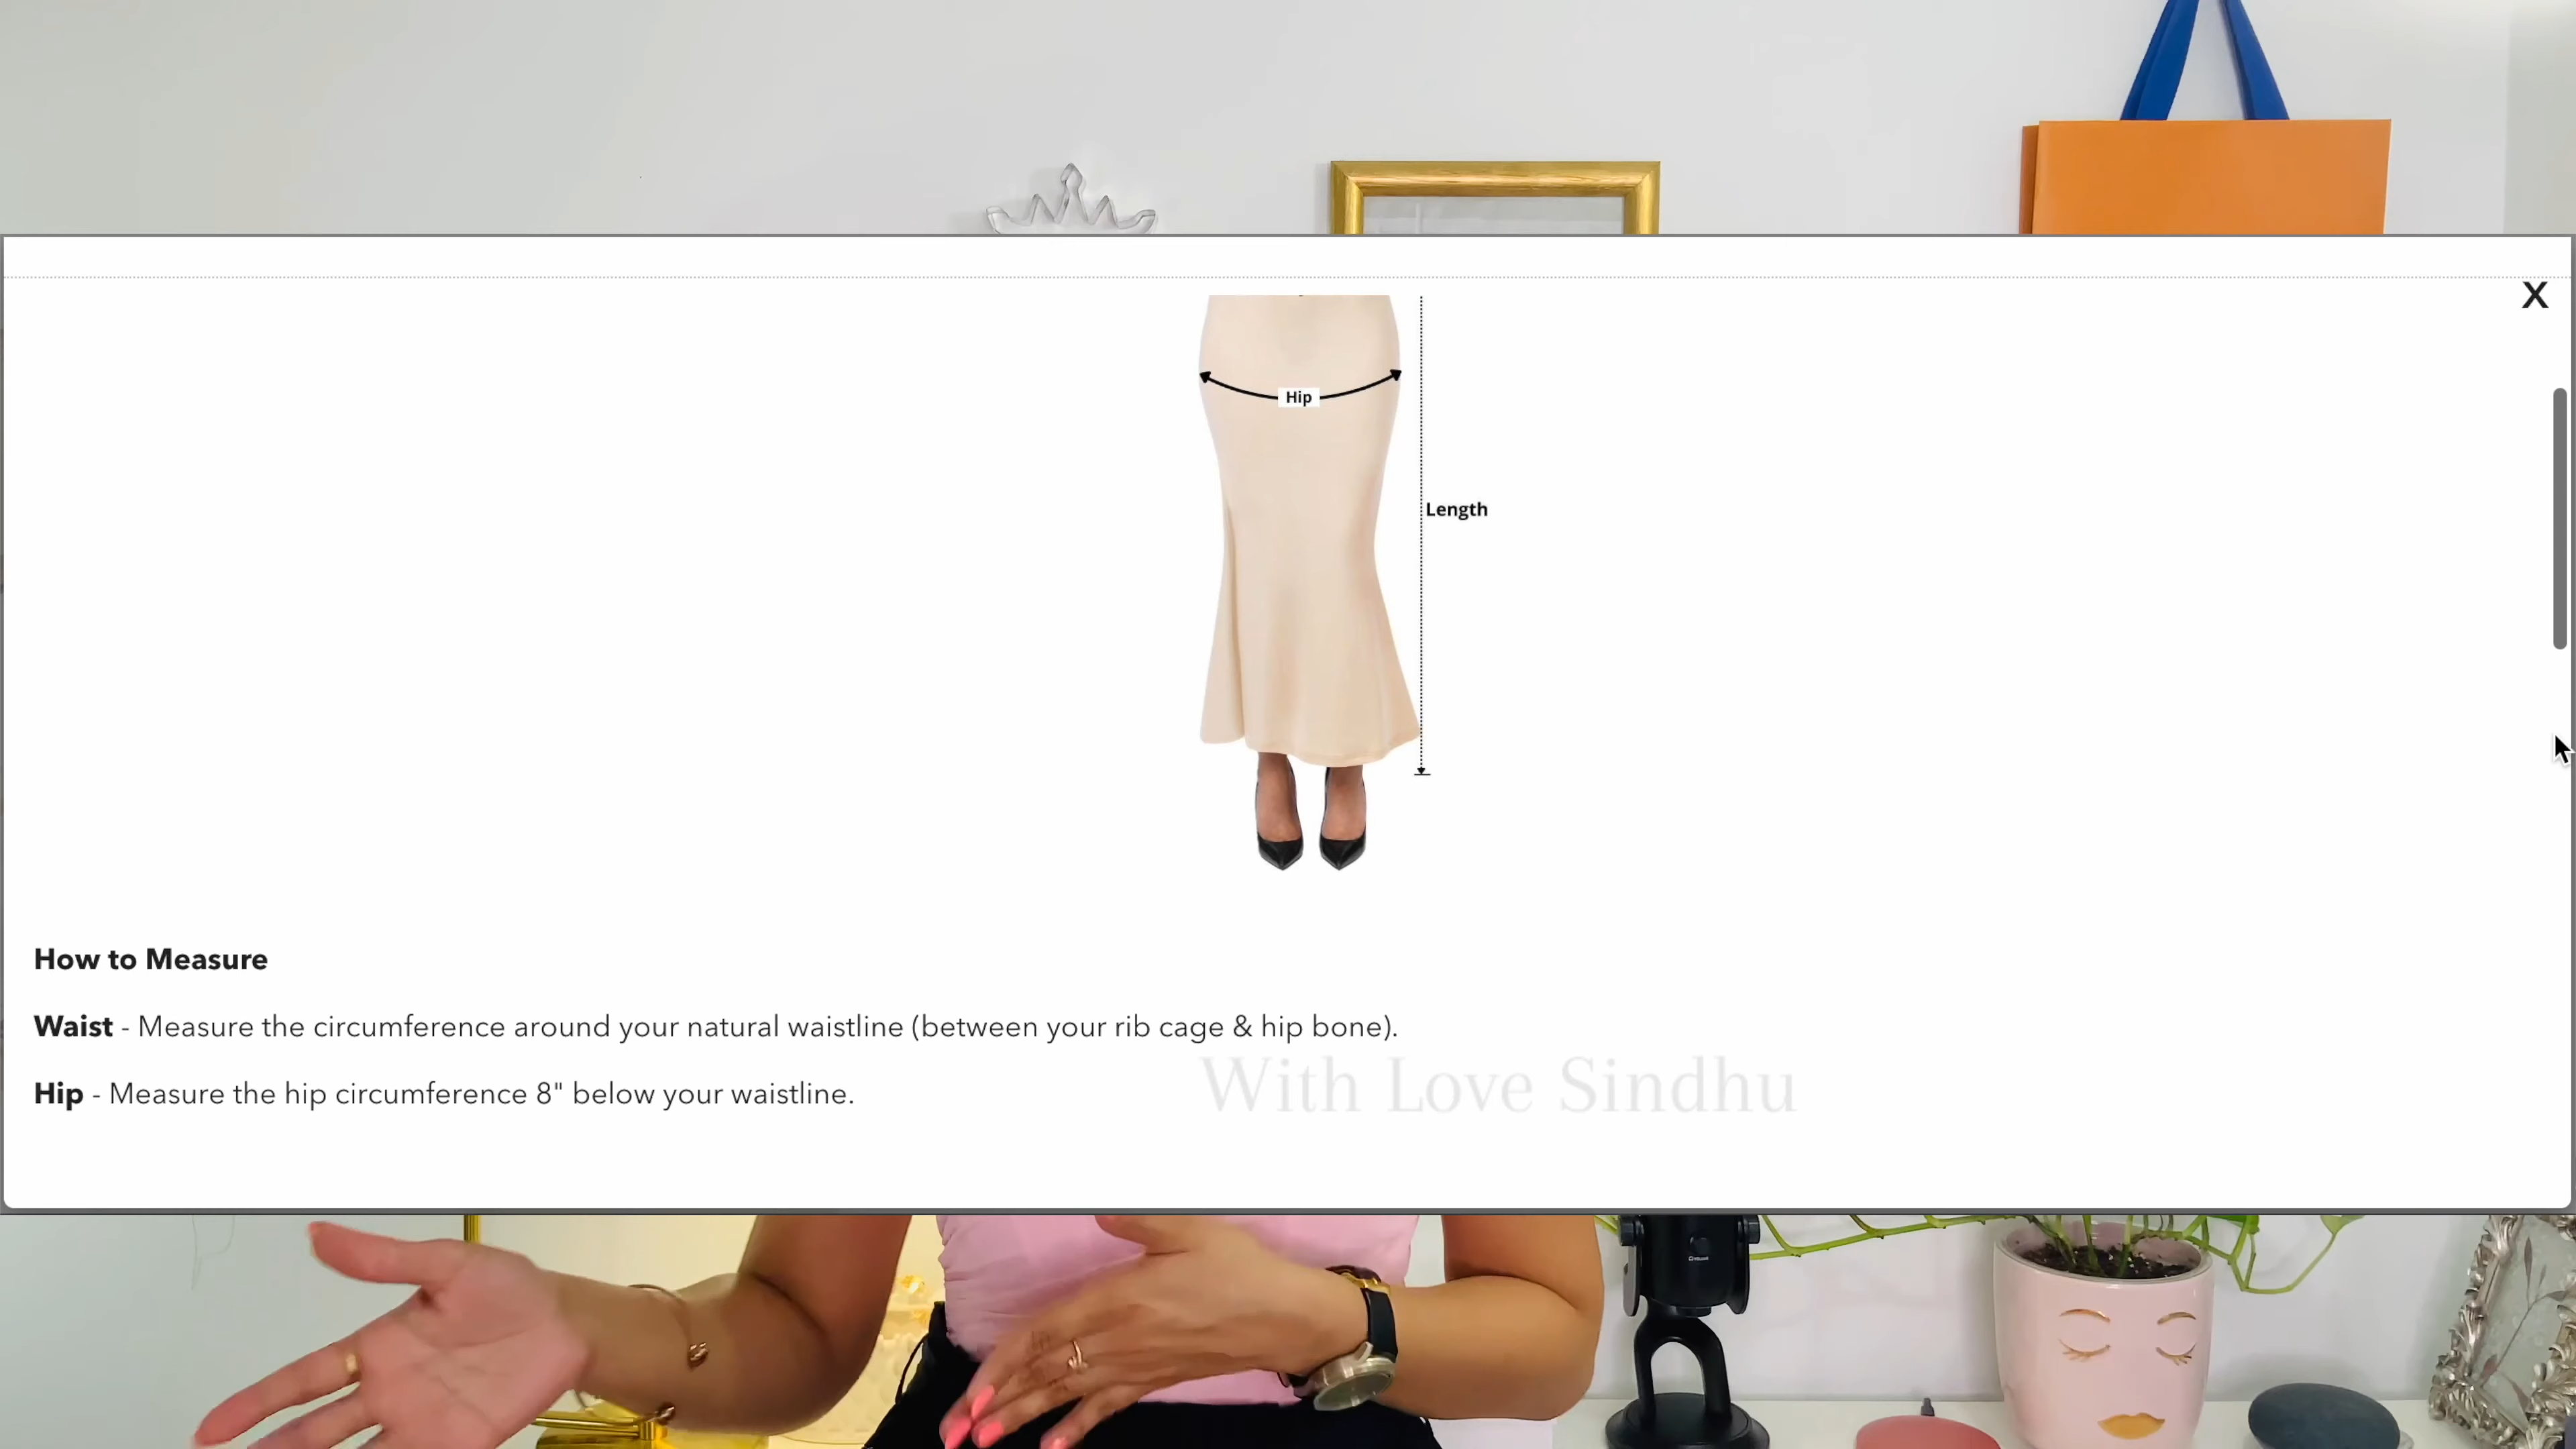 X
Hip
Length
How to Measure
Waist - Measure the circumference around your natural waistline (between your rib cage & hip bone).
Hip - Measure the hip circumference 8" below your waistline.
With Love Sindhu